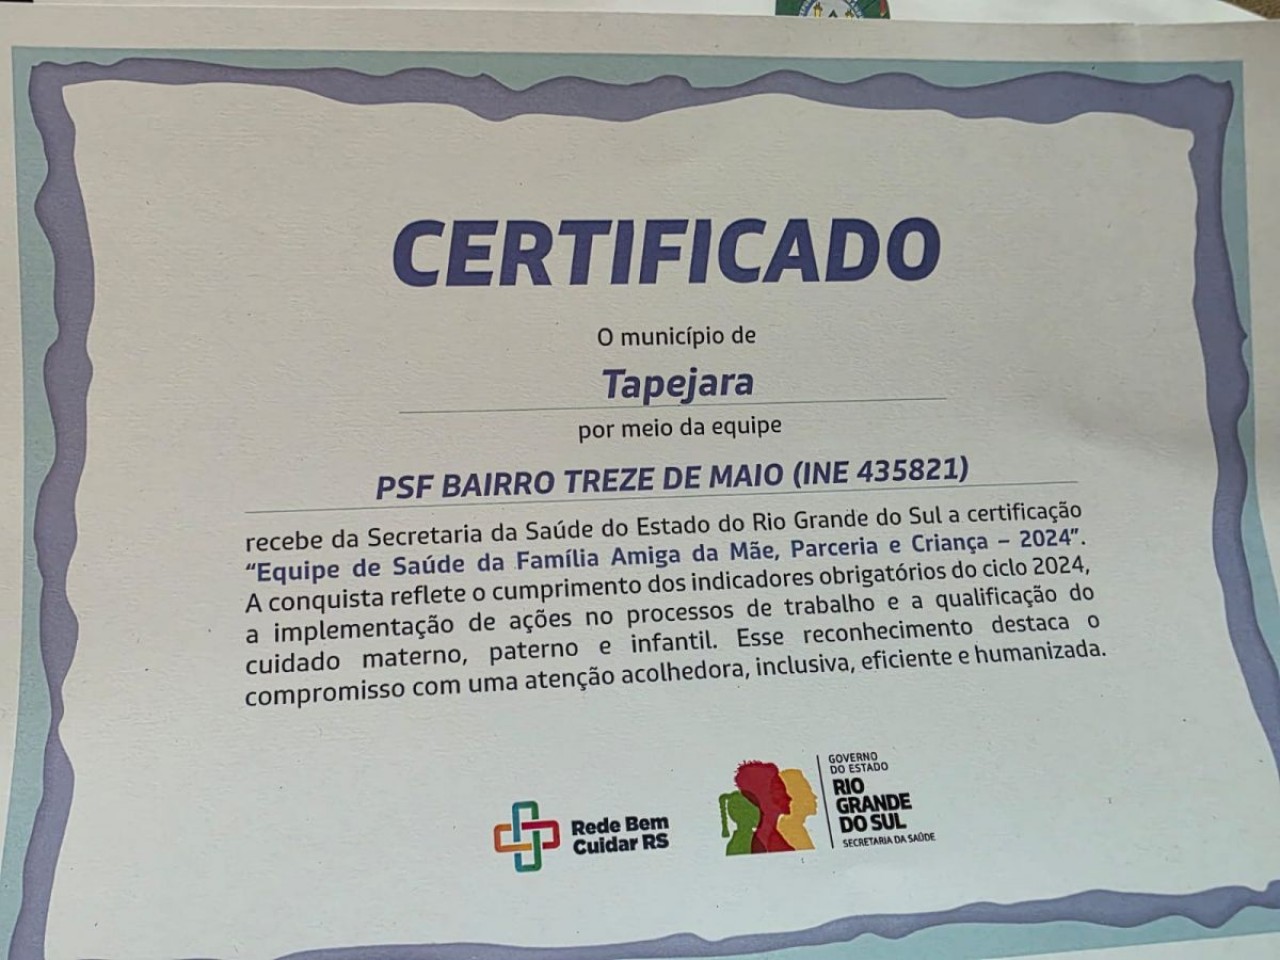 CERTIFICADO
O município de
Tapejara
por meio da equipe
PSF BAIRRO TREZE DE MAIO (INE 435821)
recebe da Secretaria da Saúde do Estado do Rio Grande do Sul a certificação
“Equipe de Saúde da Família Amiga da Mãe, Parceria e Criança – 2024”.
A conquista reflete o cumprimento dos indicadores obrigatórios do ciclo 2024,
a implementação de ações no processos de trabalho e a qualificação do
cuidado materno, paterno e infantil. Esse reconhecimento destaca o
compromisso com uma atenção acolhedora, inclusiva, eficiente e humanizada.
Rede Bem
Cuidar RS
GOVERNO
DO ESTADO
RIO
GRANDE
DO SUL
SECRETARIA DA SAÚDE